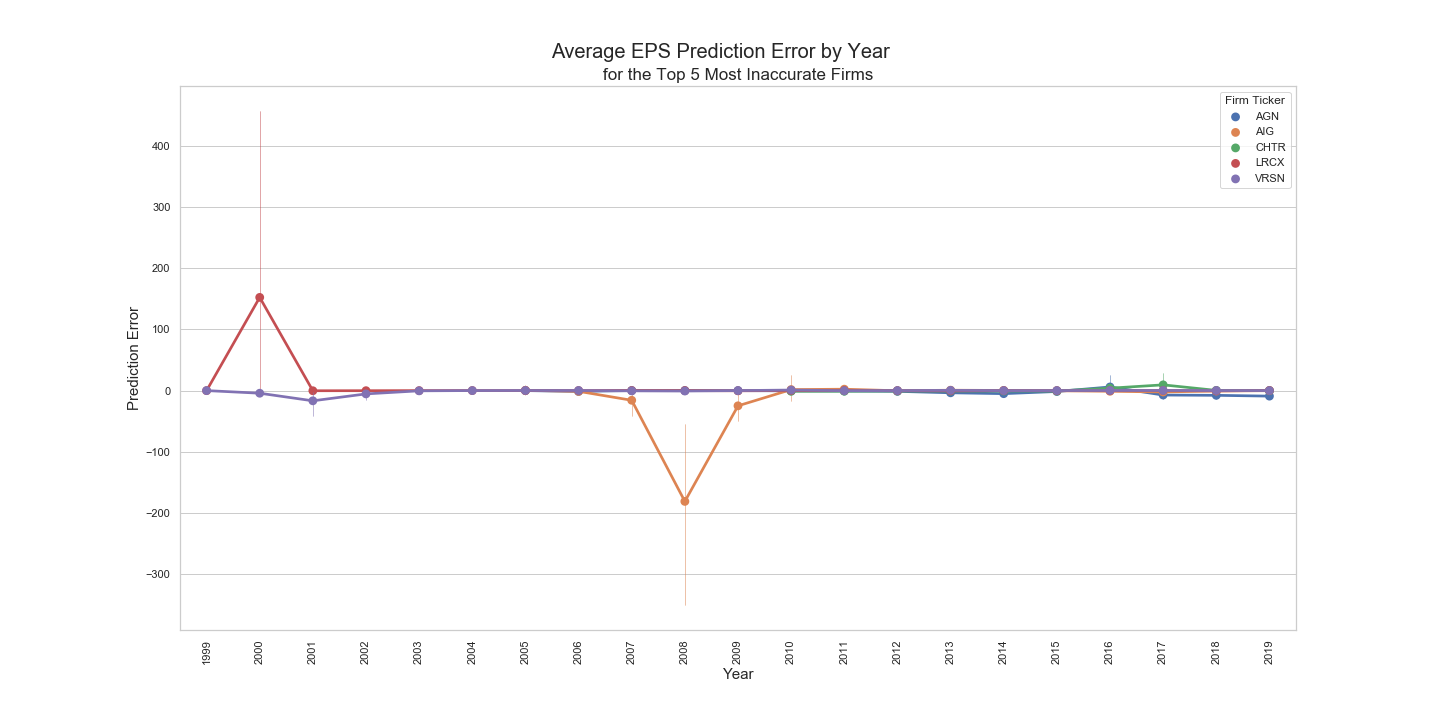 Average EPS Prediction Error by Year
for the Top 5 Most Inaccurate Firms
Firm Ticker
AGN
AIG
CHTR
LRCX
VRSN
400
300
200
100
0
−100
−200
−300
Prediction Error
1999 2000 2001 2002 2003 2004 2005 2006 2007 2008 2009 2010 2011 2012 2013 2014 2015 2016 2017 2018 2019
Year